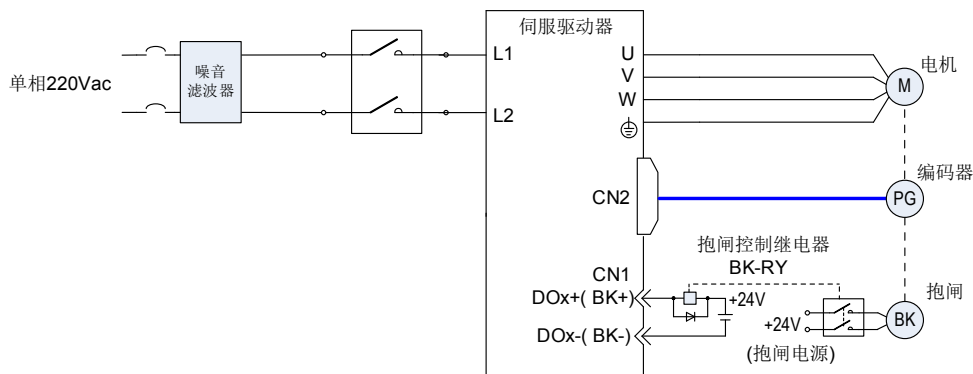 伺服驱动器
单相220Vac
噪音
滤波器
L1
L2
U
V
W
电机
M
CN2
编码器
PG
CN1
DOx+( BK+)
DOx-( BK-)
抱闸控制继电器
BK-RY
+24V
+24V
(抱闸电源)
抱闸
BK